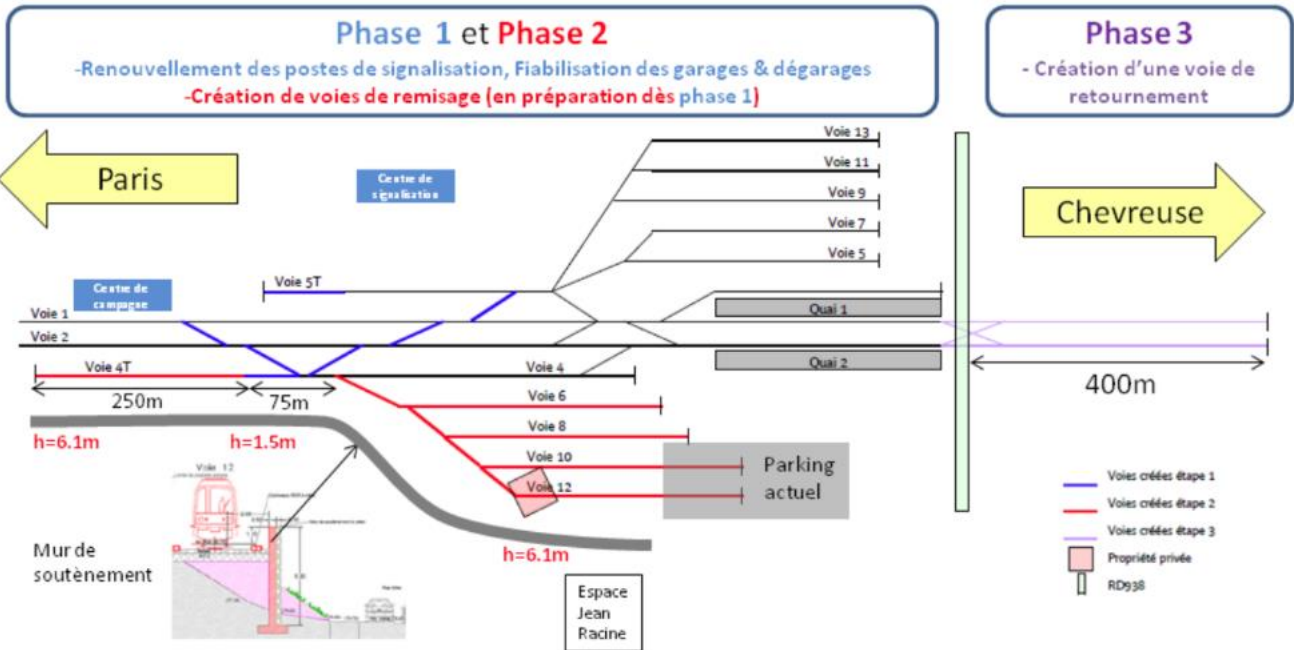 Phase 1 et Phase 2
-Renouvellement des postes de signalisation, Fiabilisation des garages & dégarages
-Création de voies de remisage (en préparation dès phase 1)
Phase 3
- Création d'une voie de
retournement
Paris
Centre de
signalisation
Chevreuse
Voie 13
Voie 11
Voie 9
Voie 7
Voie 5
Voie 5T
Centre de
campagne
Voie 1
Quai 1
Voie 2
Voie 4T
Voie 4
Quai 2
250m
75m
400m
Voie 6
h=6.1m
h=1.5m
Voie 8
Voie 10
Voie 12
Parking
actuel
Voie 12
Mur de
soutènement
h=6.1m
Espace
Jean
Racine
Voies créées étape 1
Voies créées étape 2
Voies créées étape 3
Propriété privée
RD938